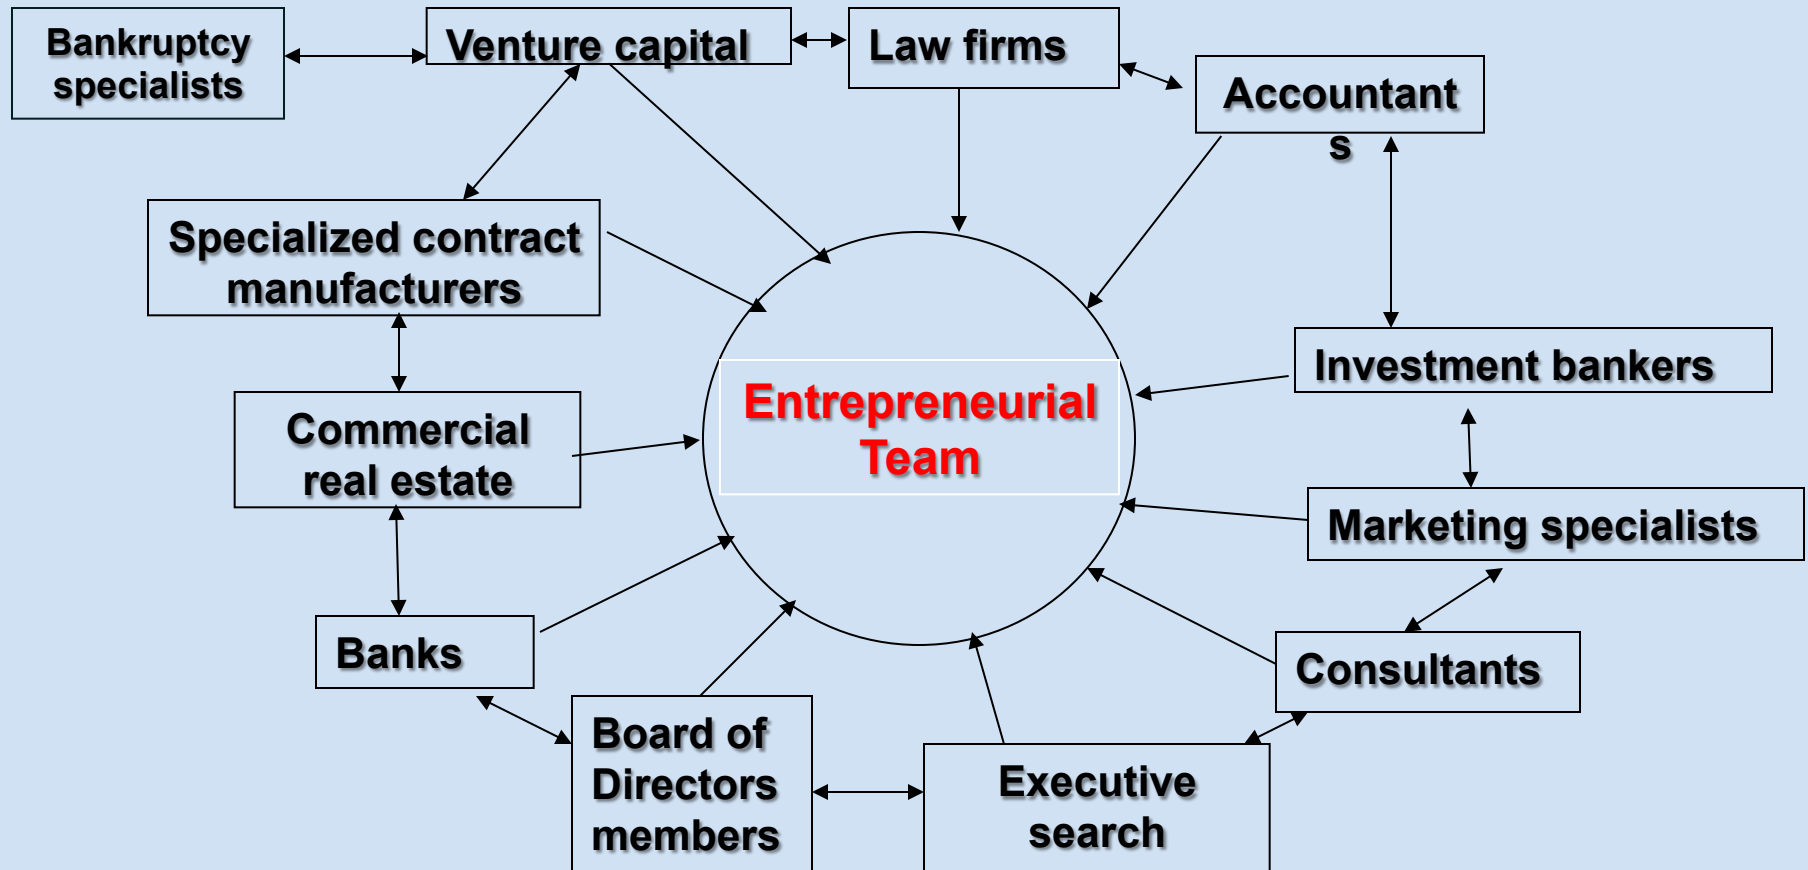 Bankruptcy
specialists
Venture capital
Law firms
Accountant
s
Specialized contract
manufacturers
Investment bankers
Entrepreneurial
Team
Commercial
real estate
Marketing specialists
Banks
Consultants
Board of
Directors
members
Executive
search